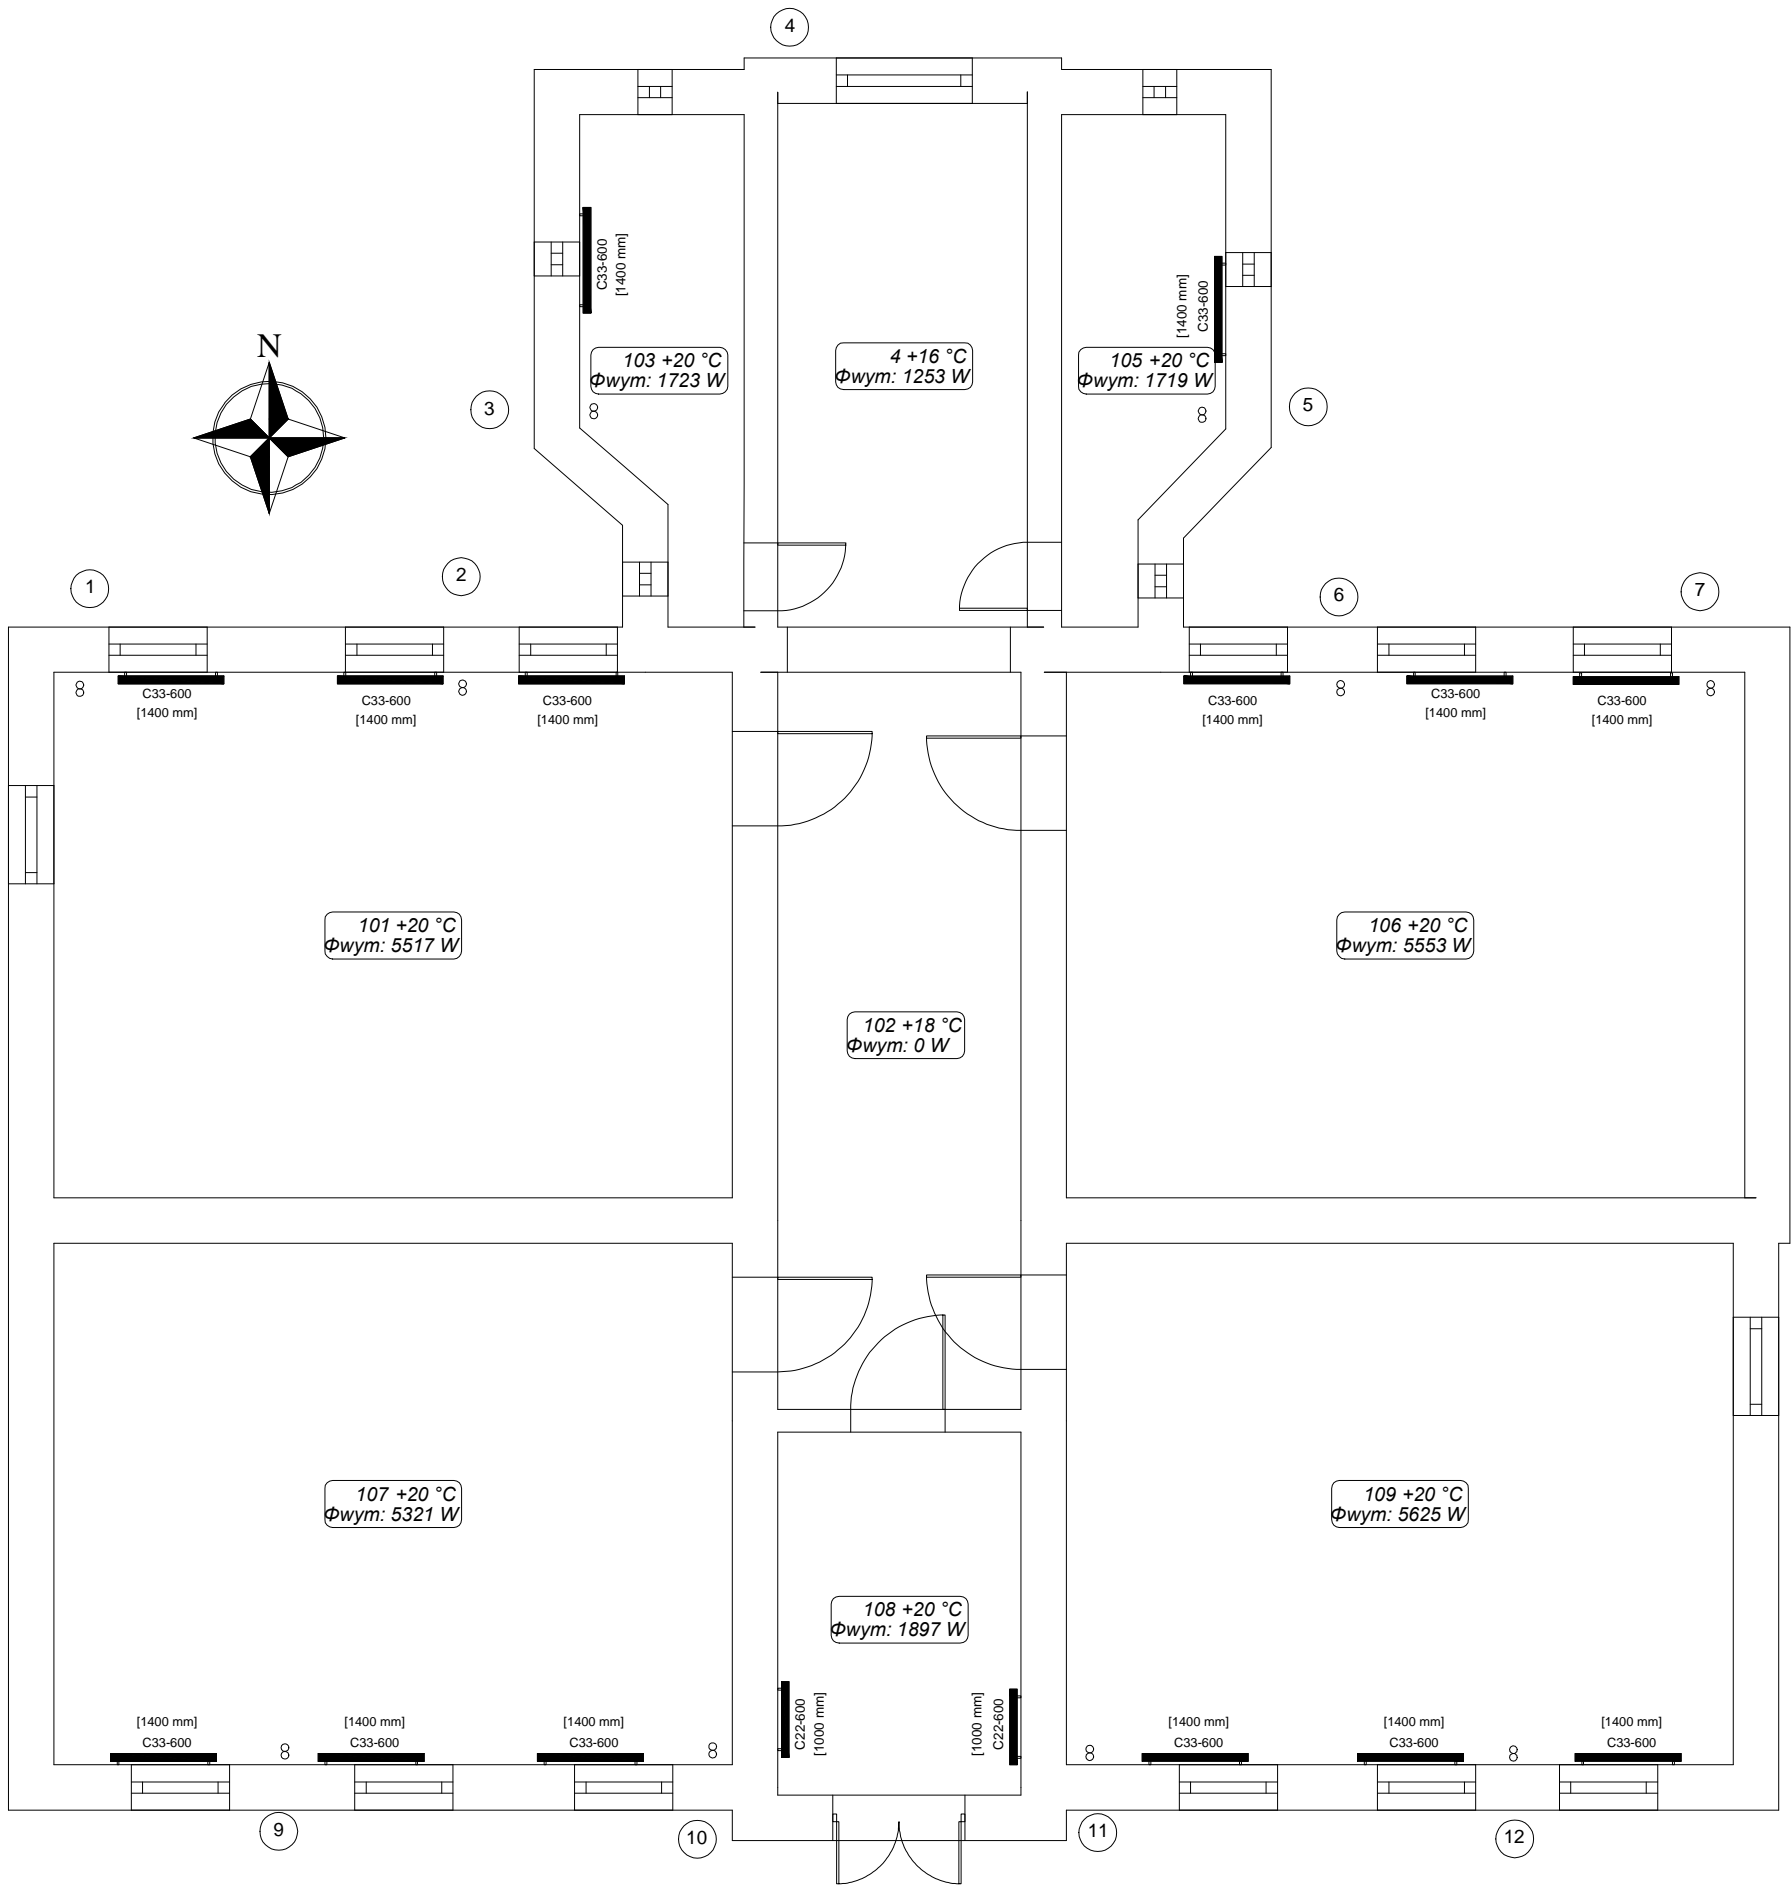 4
N
C33-600
[1400 mm]
[1400 mm]
C33-600
103 +20 °C
Φwym: 1723 W
4 +16 °C
Φwym: 1253 W
105 +20 °C
Φwym: 1719 W
3
5
1
2
6
7
C33-600
[1400 mm]
C33-600
[1400 mm]
C33-600
[1400 mm]
C33-600
[1400 mm]
C33-600
[1400 mm]
C33-600
[1400 mm]
101 +20 °C
Φwym: 5517 W
106 +20 °C
Φwym: 5553 W
102 +18 °C
Φwym: 0 W
107 +20 °C
Φwym: 5321 W
109 +20 °C
Φwym: 5625 W
108 +20 °C
Φwym: 1897 W
[1400 mm]
C33-600
[1400 mm]
C33-600
[1400 mm]
C33-600
C22-600
[1000 mm]
[1000 mm]
C22-600
[1400 mm]
C33-600
[1400 mm]
C33-600
[1400 mm]
C33-600
9
10
11
12